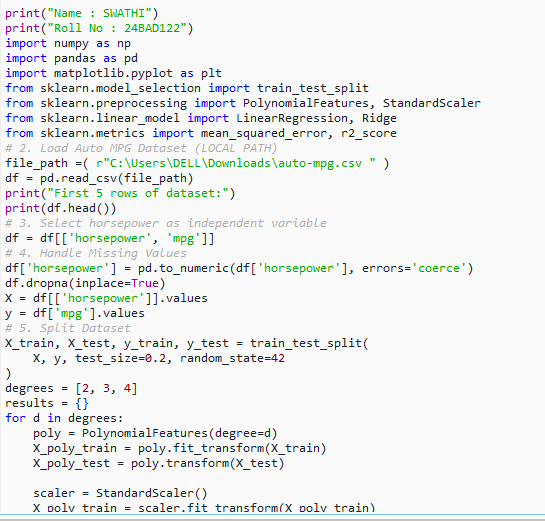 print("Name : SWATHI")
print("Roll No : 24BAD122")
import numpy as np
import pandas as pd
import matplotlib.pyplot as plt
from sklearn.model_selection import train_test_split
from sklearn.preprocessing import PolynomialFeatures, StandardScaler
from sklearn.linear_model import LinearRegression, Ridge
from sklearn.metrics import mean_squared_error, r2_score
# 2. Load Auto MPG Dataset (LOCAL PATH)
file_path =( r"C:\Users\DELL\Downloads\auto-mpg.csv " )
df = pd.read_csv(file_path)
print("First 5 rows of dataset:")
print(df.head())
# 3. Select horsepower as independent variable
df = df[['horsepower', 'mpg']]
# 4. Handle Missing Values
df['horsepower'] = pd.to_numeric(df['horsepower'], errors='coerce')
df.dropna(inplace=True)
X = df[['horsepower']].values
y = df['mpg'].values
# 5. Split Dataset
X_train, X_test, y_train, y_test = train_test_split(
    X, y, test_size=0.2, random_state=42
)
degrees = [2, 3, 4]
results = {}
for d in degrees:
    poly = PolynomialFeatures(degree=d)
    X_poly_train = poly.fit_transform(X_train)
    X_poly_test = poly.transform(X_test)
    scaler = StandardScaler()
    X_poly_train = scaler.fit_transform(X_poly_train)